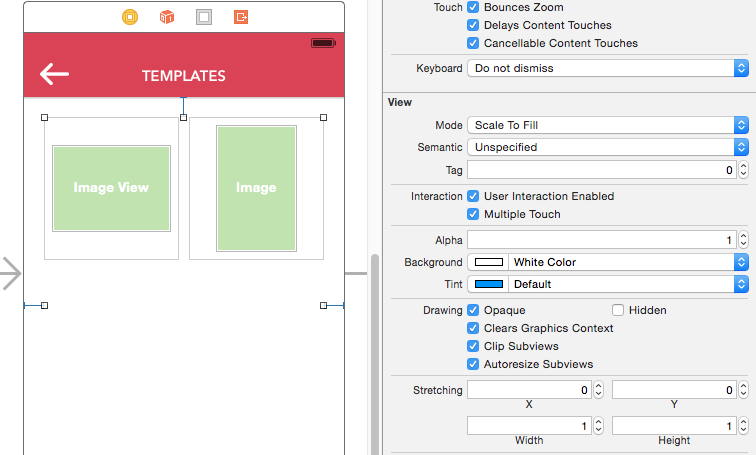 TEMPLATES
Image View
Image
Touch
Bounces Zoom
Delays Content Touches
Cancellable Content Touches
Keyboard Do not dismiss
View
Mode Scale To Fill
Semantic Unspecified
Tag 0
Interaction User Interaction Enabled
Multiple Touch
Alpha 1
Background White Color
Tint Default
Drawing Opaque Hidden
Clears Graphics Context
Clip Subviews
Autoresize Subviews
Stretching 0 0
X Y
1 1
Width Height